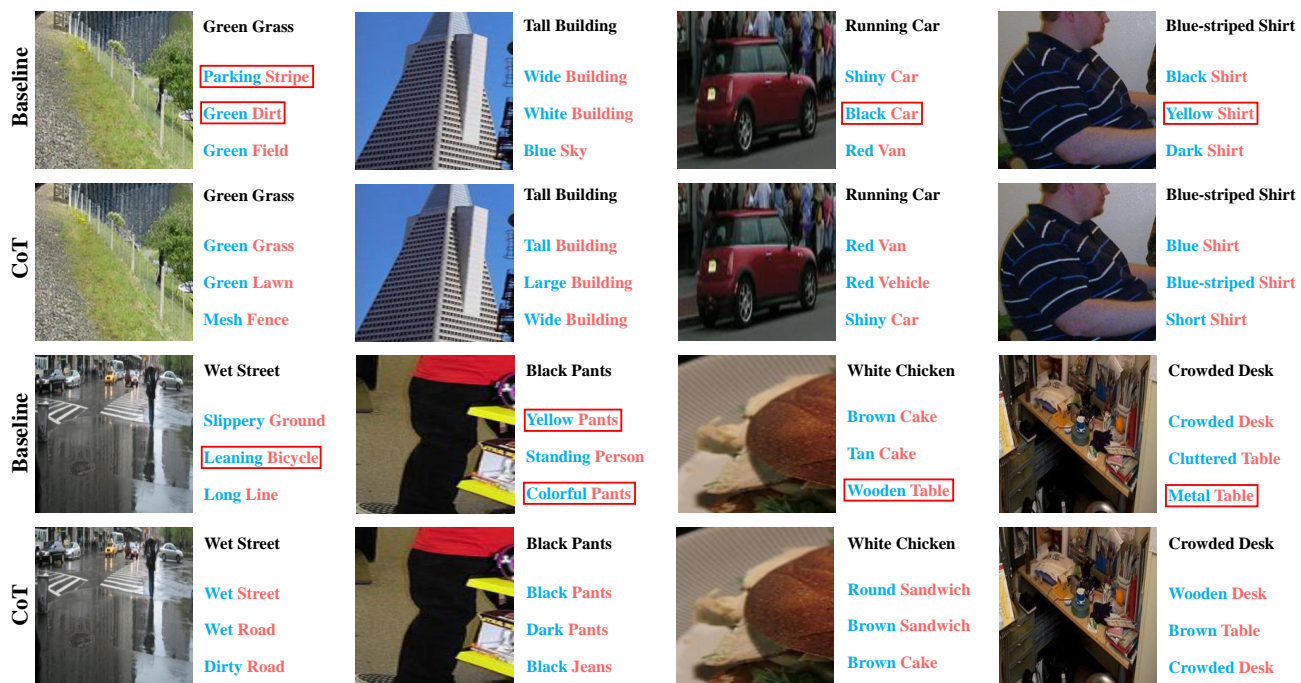 Baseline
Green Grass
Parking Stripe
Green Dirt
Green Field
Tall Building
Wide Building
White Building
Blue Sky
Running Car
Shiny Car
Black Car
Red Van
Blue-striped Shirt
Black Shirt
Yellow Shirt
Dark Shirt
CoT
Green Grass
Green Grass
Green Lawn
Mesh Fence
Tall Building
Tall Building
Large Building
Wide Building
Running Car
Red Van
Red Vehicle
Shiny Car
Blue-striped Shirt
Blue Shirt
Blue-striped Shirt
Short Shirt
Baseline
Wet Street
Slippery Ground
Leaning Bicycle
Long Line
Black Pants
Yellow Pants
Standing Person
Colorful Pants
White Chicken
Brown Cake
Tan Cake
Wooden Table
Crowded Desk
Crowded Desk
Cluttered Table
Metal Table
CoT
Wet Street
Wet Street
Wet Road
Dirty Road
Black Pants
Black Pants
Dark Pants
Black Jeans
White Chicken
Round Sandwich
Brown Sandwich
Brown Cake
Crowded Desk
Wooden Desk
Brown Table
Crowded Desk